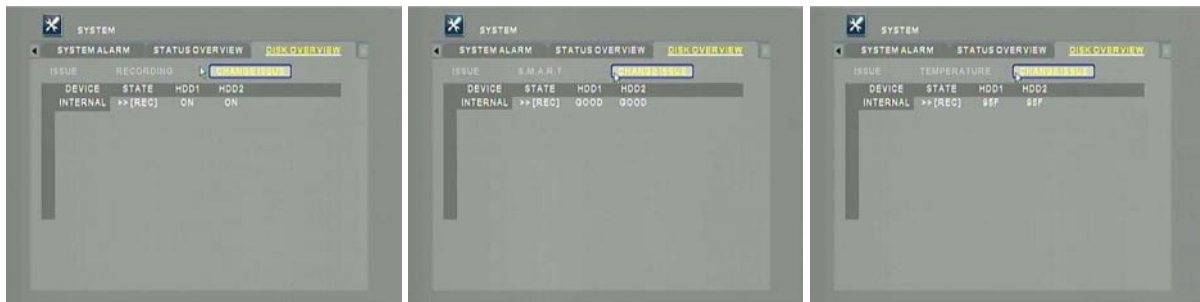 SYSTEM
SYSTEM ALARM STATUS OVERVIEW DISK OVERVIEW
ISSUE RECORDING CHANGE ISSUE
DEVICE STATE HDD1 HDD2
INTERNAL >>[REC] ON ON
SYSTEM
SYSTEM ALARM STATUS OVERVIEW DISK OVERVIEW
ISSUE S.M.A.R.T CHANGE ISSUE
DEVICE STATE HDD1 HDD2
INTERNAL >>[REC] GOOD GOOD
SYSTEM
SYSTEM ALARM STATUS OVERVIEW DISK OVERVIEW
ISSUE TEMPERATURE CHANGE ISSUE
DEVICE STATE HDD1 HDD2
INTERNAL >>[REC] 95F 95F